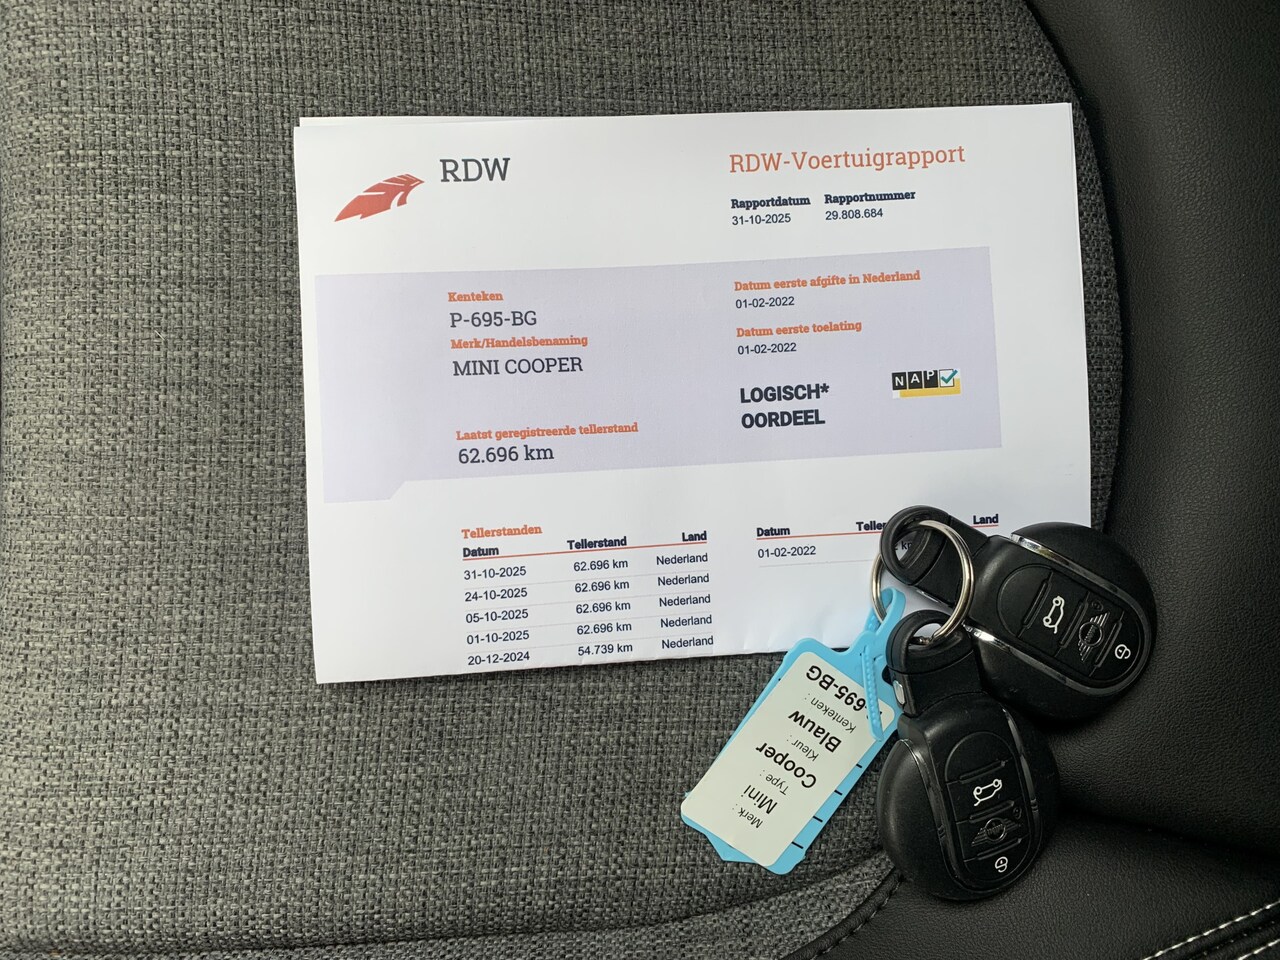 RDW
RDW-Voertuigrapport
Rapportdatum Rapportnummer
31-10-2025 29.808.684
Kenteken
P-695-BG
Merk/Handelsbenaming
MINI COOPER
Laatst geregistreerde tellerstand
62.696 km
Datum eerste afgifte in Nederland
01-02-2022
Datum eerste toelating
01-02-2022
LOGISCH*
OORDEEL
NAP
Tellerstanden
Datum Tellerstand Land
31-10-2025 62.696 km Nederland
24-10-2025 62.696 km Nederland
05-10-2025 62.696 km Nederland
01-10-2025 62.696 km Nederland
20-12-2024 54.739 km Nederland
Datum Land
01-02-2022
Merk :
Mini
Type :
Cooper
Kleur :
Blauw
Kenteken :
-695-BG
MINI
MINI